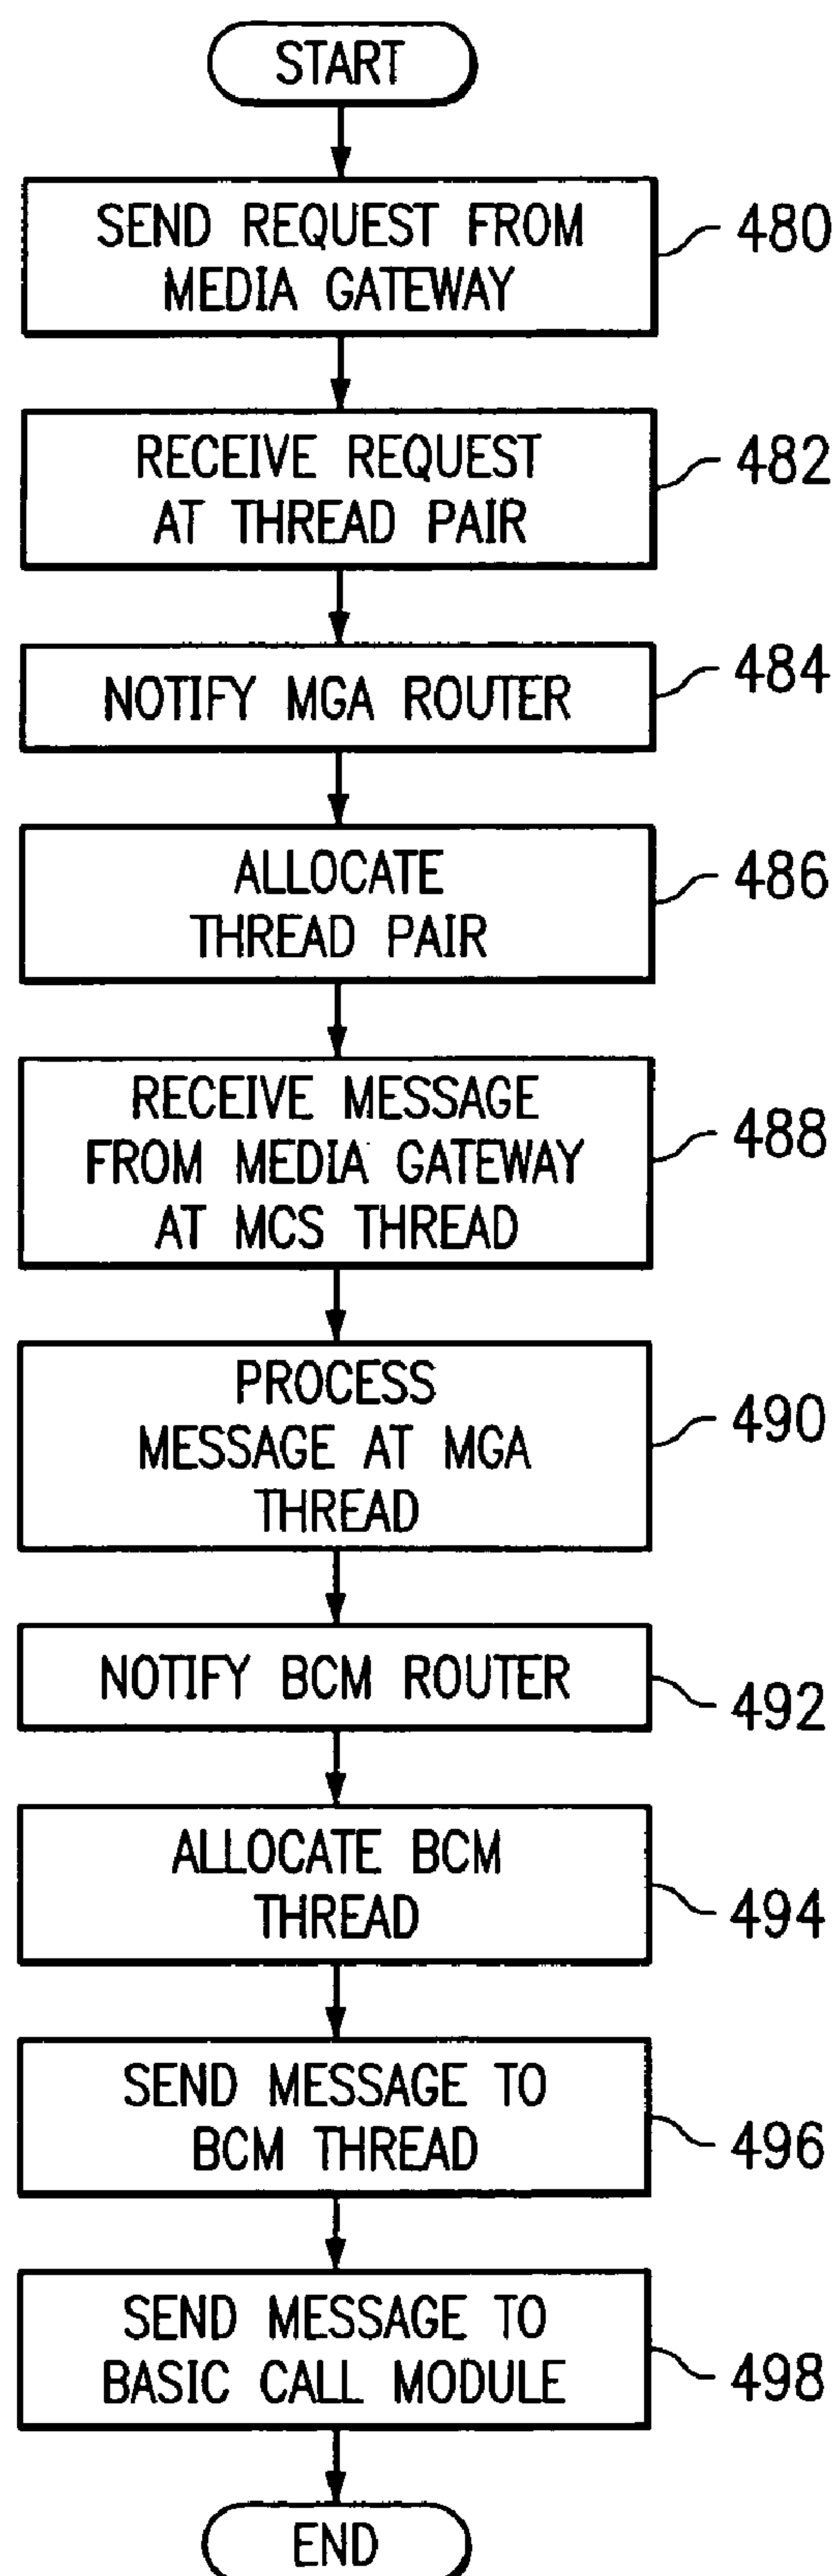 START
SEND REQUEST FROM
MEDIA GATEWAY
480
RECEIVE REQUEST
AT THREAD PAIR
482
NOTIFY MGA ROUTER
484
ALLOCATE
THREAD PAIR
486
RECEIVE MESSAGE
FROM MEDIA GATEWAY
AT MCS THREAD
488
PROCESS
MESSAGE AT MGA
THREAD
490
NOTIFY BCM ROUTER
492
ALLOCATE BCM
THREAD
494
SEND MESSAGE TO
BCM THREAD
496
SEND MESSAGE TO
BASIC CALL MODULE
498
END